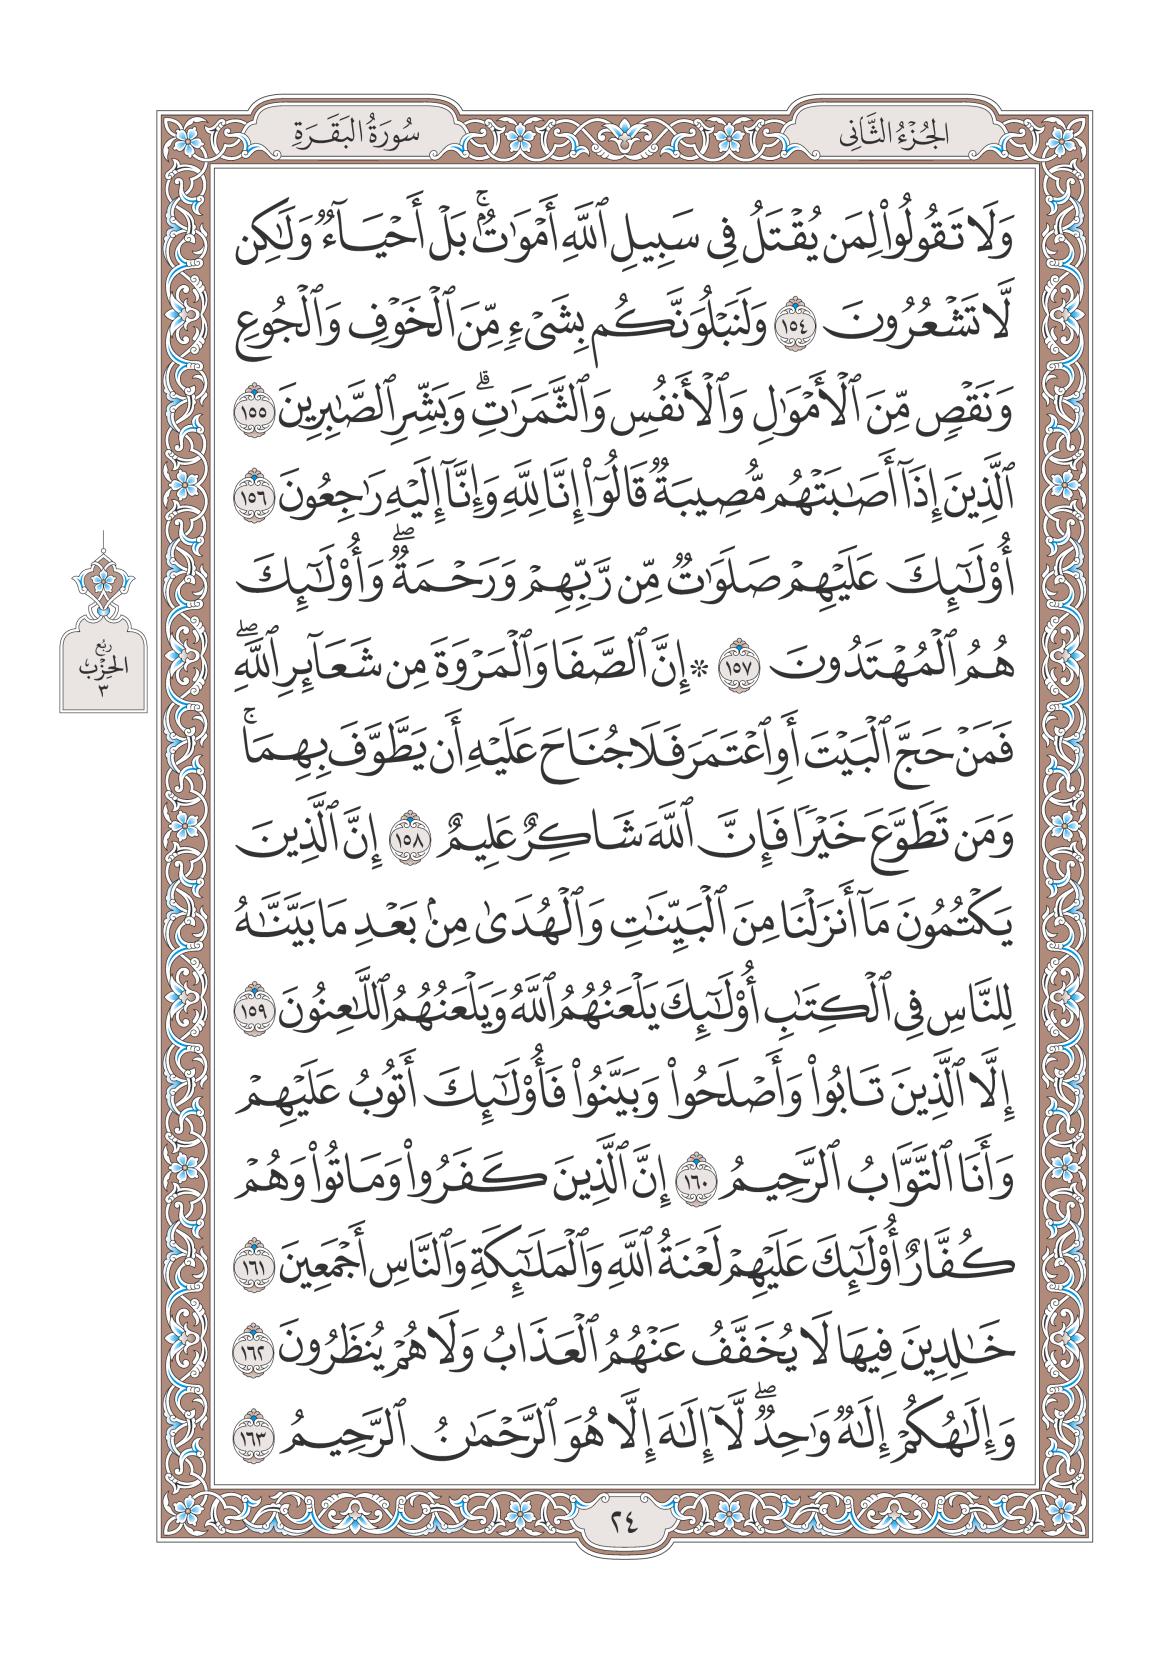 الجُزْءُ الثَّانِي
سُورَةُ البَقَرَةِ
وَلَا تَقُولُوا۟ لِمَن يُقْتَلُ فِى سَبِيلِ ٱللَّهِ أَمْوَٰتٌۢ ۚ بَلْ أَحْيَآءٌ وَلَـٰكِن
لَّا تَشْعُرُونَ ١٥٤ وَلَنَبْلُوَنَّكُم بِشَىْءٍ مِّنَ ٱلْخَوْفِ وَٱلْجُوعِ
وَنَقْصٍ مِّنَ ٱلْأَمْوَٰلِ وَٱلْأَنفُسِ وَٱلثَّمَرَٰتِ ۗ وَبَشِّرِ ٱلصَّـٰبِرِينَ ١٥٥
ٱلَّذِينَ إِذَآ أَصَـٰبَتْهُم مُّصِيبَةٌ قَالُوٓا۟ إِنَّا لِلَّهِ وَإِنَّآ إِلَيْهِ رَٰجِعُونَ ١٥٦
أُو۟لَـٰٓئِكَ عَلَيْهِمْ صَلَوَٰتٌ مِّن رَّبِّهِمْ وَرَحْمَةٌ ۖ وَأُو۟لَـٰٓئِكَ
هُمُ ٱلْمُهْتَدُونَ ١٥٧ ۞ إِنَّ ٱلصَّفَا وَٱلْمَرْوَةَ مِن شَعَآئِرِ ٱللَّهِ ۖ
فَمَنْ حَجَّ ٱلْبَيْتَ أَوِ ٱعْتَمَرَ فَلَا جُنَاحَ عَلَيْهِ أَن يَطَّوَّفَ بِهِمَا ۚ
وَمَن تَطَوَّعَ خَيْرًا فَإِنَّ ٱللَّهَ شَاكِرٌ عَلِيمٌ ١٥٨ إِنَّ ٱلَّذِينَ
يَكْتُمُونَ مَآ أَنزَلْنَا مِنَ ٱلْبَيِّنَـٰتِ وَٱلْهُدَىٰ مِنۢ بَعْدِ مَا بَيَّنَّـٰهُ
لِلنَّاسِ فِى ٱلْكِتَـٰبِ أُو۟لَـٰٓئِكَ يَلْعَنُهُمُ ٱللَّهُ وَيَلْعَنُهُمُ ٱللَّـٰعِنُونَ ١٥٩
إِلَّا ٱلَّذِينَ تَابُوا۟ وَأَصْلَحُوا۟ وَبَيَّنُوا۟ فَأُو۟لَـٰٓئِكَ أَتُوبُ عَلَيْهِمْ
وَأَنَا ٱلتَّوَّابُ ٱلرَّحِيمُ ١٦٠ إِنَّ ٱلَّذِينَ كَفَرُوا۟ وَمَاتُوا۟ وَهُمْ
كُفَّارٌ أُو۟لَـٰٓئِكَ عَلَيْهِمْ لَعْنَةُ ٱللَّهِ وَٱلْمَلَـٰٓئِكَةِ وَٱلنَّاسِ أَجْمَعِينَ ١٦١
خَـٰلِدِينَ فِيهَا لَا يُخَفَّفُ عَنْهُمُ ٱلْعَذَابُ وَلَا هُمْ يُنظَرُونَ ١٦٢
وَإِلَـٰهُكُمْ إِلَـٰهٌ وَٰحِدٌ ۖ لَّآ إِلَـٰهَ إِلَّا هُوَ ٱلرَّحْمَـٰنُ ٱلرَّحِيمُ ١٦٣
رُبْع
الحِزْب
٣
٢٤